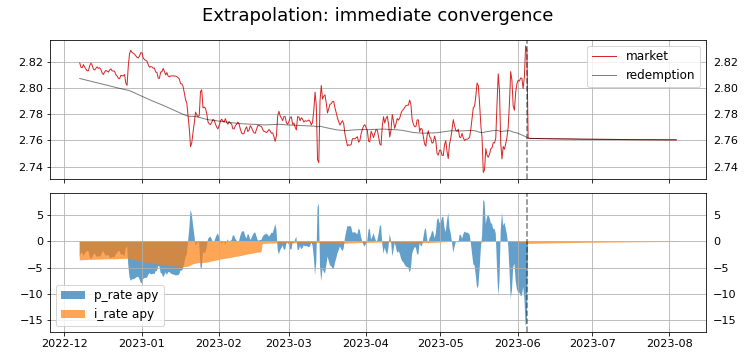 Extrapolation: immediate convergence
2.82 2.82
2.80 2.80
2.78 2.78
2.76 2.76
2.74 2.74
market
redemption
5 5
0 0
−5 −5
−10 −10
−15 −15
p_rate apy
i_rate apy
2022-12 2023-01 2023-02 2023-03 2023-04 2023-05 2023-06 2023-07 2023-08